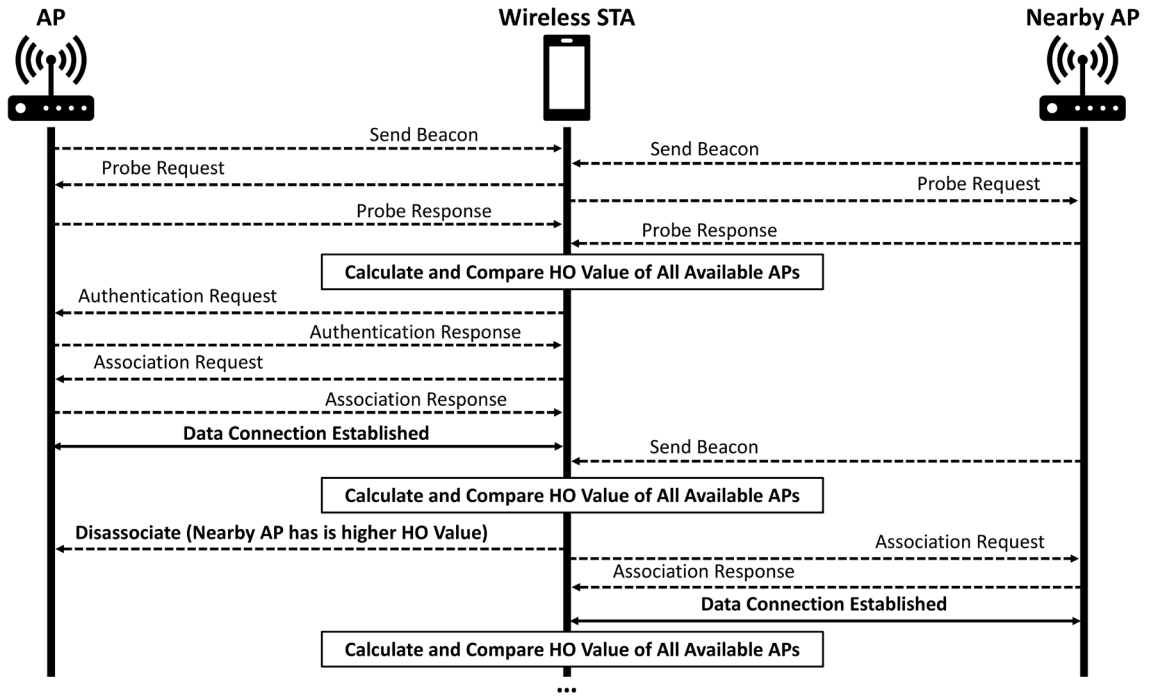 AP
Wireless STA
Nearby AP
Send Beacon
Send Beacon
Probe Request
Probe Request
Probe Response
Probe Response
Calculate and Compare HO Value of All Available APs
Authentication Request
Authentication Response
Association Request
Association Response
Data Connection Established
Send Beacon
Calculate and Compare HO Value of All Available APs
Disassociate (Nearby AP has is higher HO Value)
Association Request
Association Response
Data Connection Established
Calculate and Compare HO Value of All Available APs
...